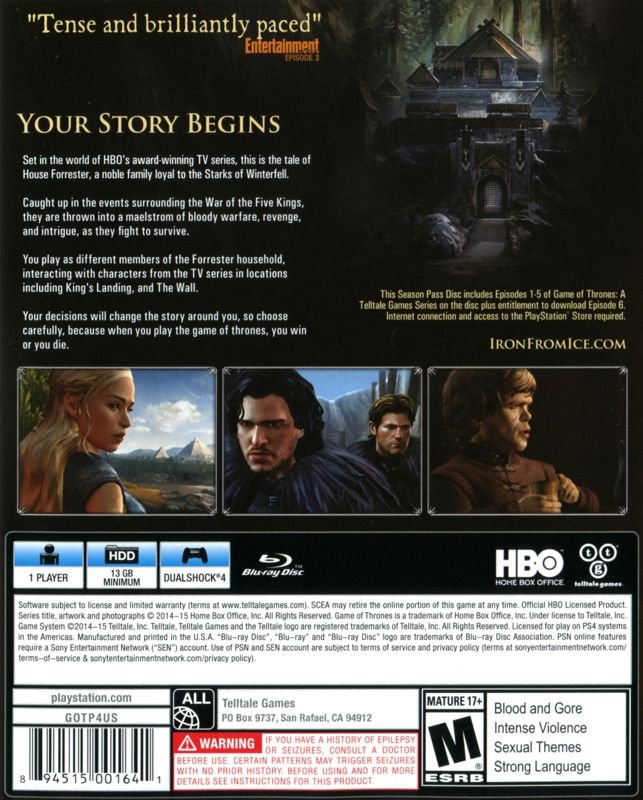 "Tense and brilliantly paced"
Entertainment
EPISODE 3
YOUR STORY BEGINS
Set in the world of HBO's award-winning TV series, this is the tale of
House Forrester, a noble family loyal to the Starks of Winterfell.
Caught up in the events surrounding the War of the Five Kings,
they are thrown into a maelstrom of bloody warfare, revenge,
and intrigue, as they fight to survive.
You play as different members of the Forrester household,
interacting with characters from the TV series in locations
including King's Landing, and The Wall.
Your decisions will change the story around you, so choose
carefully, because when you play the game of thrones, you win
or you die.
This Season Pass Disc includes Episodes 1-5 of Game of Thrones: A
Telltale Games Series on the disc plus entitlement to download Episode 6.
Internet connection and access to the PlayStation® Store required.
IRONFROMICE.COM
1 PLAYER
HDD
13 GB
MINIMUM
DUALSHOCK®4
Blu-ray Disc™
HBO®
HOME BOX OFFICE
ttg
telltale games.
Software subject to license and limited warranty (terms at www.telltalegames.com). SCEA may retire the online portion of this game at any time. Official HBO Licensed Product.
Series title, artwork and photographs © 2014–15 Home Box Office, Inc. All Rights Reserved. Game of Thrones is a trademark of Home Box Office, Inc. Under license to Telltale, Inc.
Game System ©2014-15 Telltale, Inc. Telltale, Telltale Games and the Telltale logo are registered trademarks of Telltale, Inc. All Rights Reserved. Licensed for play on PS4 systems
in the Americas. Manufactured and printed in the U.S.A. "Blu-ray Disc", "Blu-ray" and "Blu-ray Disc" logo are trademarks of Blu-ray Disc Association. PSN online features
require a Sony Entertainment Network ("SEN") account. Use of PSN and SEN account are subject to terms of service and privacy policy (terms at sonyentertainmentnetwork.com/
terms-of-service & sonyentertainmentnetwork.com/privacy policy).
playstation.com
GOTP4US
8 94515 00164 1
ALL
Telltale Games
PO Box 9737, San Rafael, CA 94912
WARNING IF YOU HAVE A HISTORY OF EPILEPSY
OR SEIZURES, CONSULT A DOCTOR
BEFORE USE. CERTAIN PATTERNS MAY TRIGGER SEIZURES
WITH NO PRIOR HISTORY. BEFORE USING AND FOR MORE
DETAILS SEE INSTRUCTIONS FOR THIS PRODUCT.
MATURE 17+
M
®
ESRB
Blood and Gore
Intense Violence
Sexual Themes
Strong Language